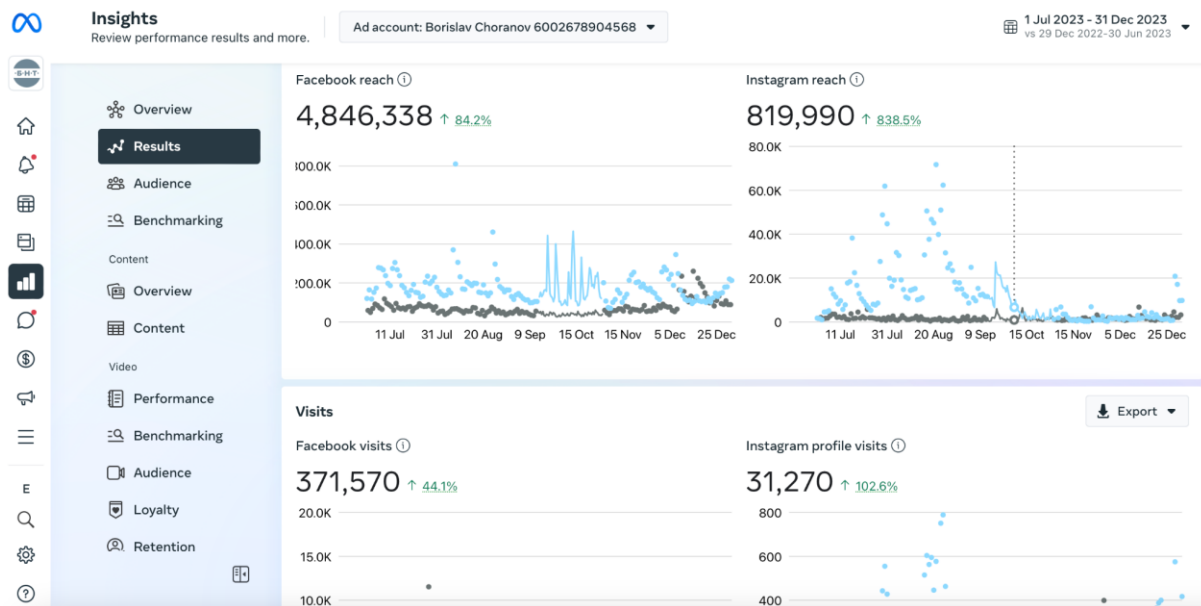 Insights
Review performance results and more.
Ad account: Borislav Choranov 6002678904568
1 Jul 2023 - 31 Dec 2023
vs 29 Dec 2022-30 Jun 2023
S·H·T
Overview
Results
Audience
Benchmarking
Content
Overview
Content
Video
Performance
Benchmarking
Audience
Loyalty
Retention
E
Facebook reach
4,846,338 ↑ 84.2%
00.0K
00.0K
00.0K
00.0K
0
11 Jul 31 Jul 20 Aug 9 Sep 15 Oct 15 Nov 5 Dec 25 Dec
Instagram reach
819,990 ↑ 838.5%
80.0K
60.0K
40.0K
20.0K
0
11 Jul 31 Jul 20 Aug 9 Sep 15 Oct 15 Nov 5 Dec 25 Dec
Visits
Export
Facebook visits
371,570 ↑ 44.1%
20.0K
15.0K
10.0K
Instagram profile visits
31,270 ↑ 102.6%
800
600
400